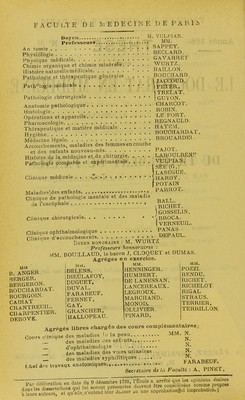 FACULTE DE MEDECINE DE PARIS
Doyen.......... M. VULPIAN.
Professeurs.......... MM.
An tomie.......... SAPPEY.
Physiologie.......... BECLARD
Physique médicale.......... GAVARRET
Chimie organique et chimie minérale.......... WURTZ.
Histoire naturelle médicale.......... BAILLON
Pathologie et thérapeutique générales.......... BOUCHARD
Pathologie médicale.......... JACCOUD.
PETER,
Pathologie chirurgicale.......... TRELAT.
GUYON.
Anatomie pathologique.......... CHARCOT.
Histologie.......... ROBIN.
Opérations et appareils.......... LE FORT.
Pharmacologie.......... REGNAULD.
Thérapeutique et matière médicale.......... HAYEM.
Hygiène.......... BOUCHARDAT,
Médecine légale.......... BROUARDEL
Accouchements, maladies des femmes en couche
et des enfants nouveau-nés.......... PAJOT.
Histoire de la médecine et de chirurgie.......... LABOULBENE
Pathologie comparée et expérimentale.......... VULPIAN.
Clinique médicale.......... SÉE (G.)
LASÈGUE.
HARDY.
POTAIN
Maladies des enfants.......... PARROT.
Clinique de pathologie mentale et des maladies
de l'encéphale.......... BALL.
Clinique chirurgicale.......... RICHET.
GOSSELIN,
BROCA.
VERNEUIL.
Clinique ophthalmologique.......... PANAS.
Clinique d'accouchements.......... DEPAUL.
DOYEN HONORAIRE : M. WURTZ
Professeurs honoraires :
MM. BOUILLAUD, le baron J. CLOQUET et DUMAS.
Agrégés en exercice.
MM. MM. MM. MM.
B. ANGER DELENS, HENNINGER. POZZI,
BERGER, DIEULAFOY, HUMBERT. RENDU,
BERGERON, DUGUET, DE LANESSAN, RICHET,
BOUCHARDAT DUVAL, LANCEREAUX, RICHELOT,
BOURGOIN. FARABEUF, LEGROUX. RIGAL
CADIAT FERNET, MARCHAND. STRAUS,
CHANTREUIL. GAY, MONOD, TERRIER,
CHARPENTIER GRANCHER, OLLIVIER TERRILLON,
DEBOVE. HALLOPEAU. PINARD,
Agrégés libres chargés des cours complémentaires.
Cours clinique des maladies de la peau.......... MM. N.
— des maladies des enfants.......... N.
— d'ophthalmologie.......... N.
— des maladies des voies urinaires.......... N.
— des maladies syphilitiques.......... N.
Chef des travaux anatomiques.......... FARABEUF.
Secrétaire de la Faculté : A., PINET,
Par délibération en date du 9 décembre 1798, l'École a arrêté que les opinions émises
dans les dissertations qui lui seront présentées doivent être considérées comme propres
à leurs auteurs, et qu'elle n'entend leur donner ni approbation ni improbation.